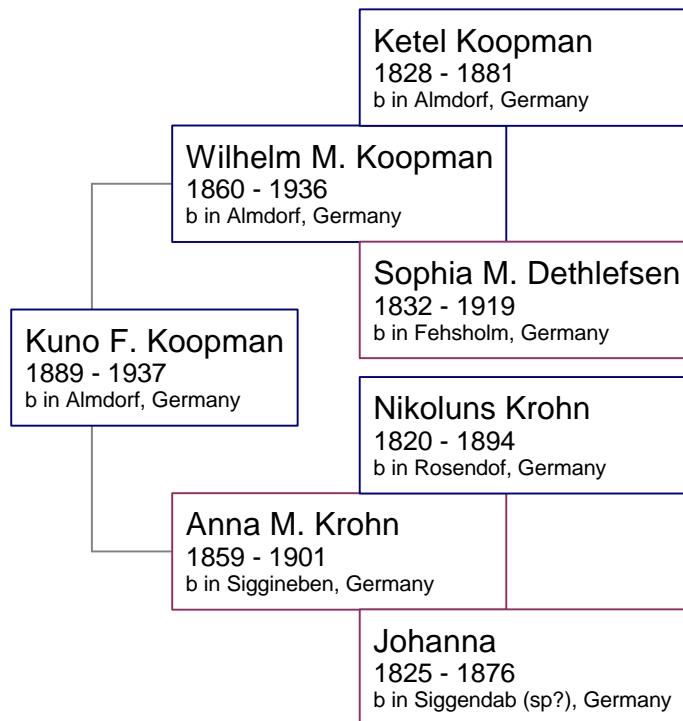 Ketel Koopman
1828 - 1881
b in Almdorf, Germany
Wilhelm M. Koopman
1860 - 1936
b in Almdorf, Germany
Sophia M. Dethlefsen
1832 - 1919
b in Fehsholm, Germany
Kuno F. Koopman
1889 - 1937
b in Almdorf, Germany
Nikoluns Krohn
1820 - 1894
b in Rosendof, Germany
Anna M. Krohn
1859 - 1901
b in Siggineben, Germany
Johanna
1825 - 1876
b in Siggendab (sp?), Germany